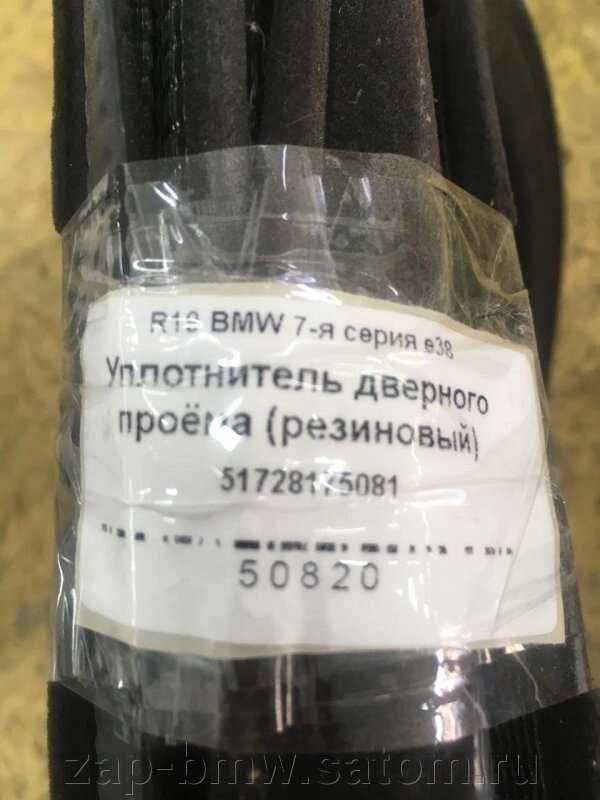 R18 BMW 7-я серия e38
Уплотнитель дверного
проёма (резиновый)
51728175081
50820
zap-bmw.satom.ru